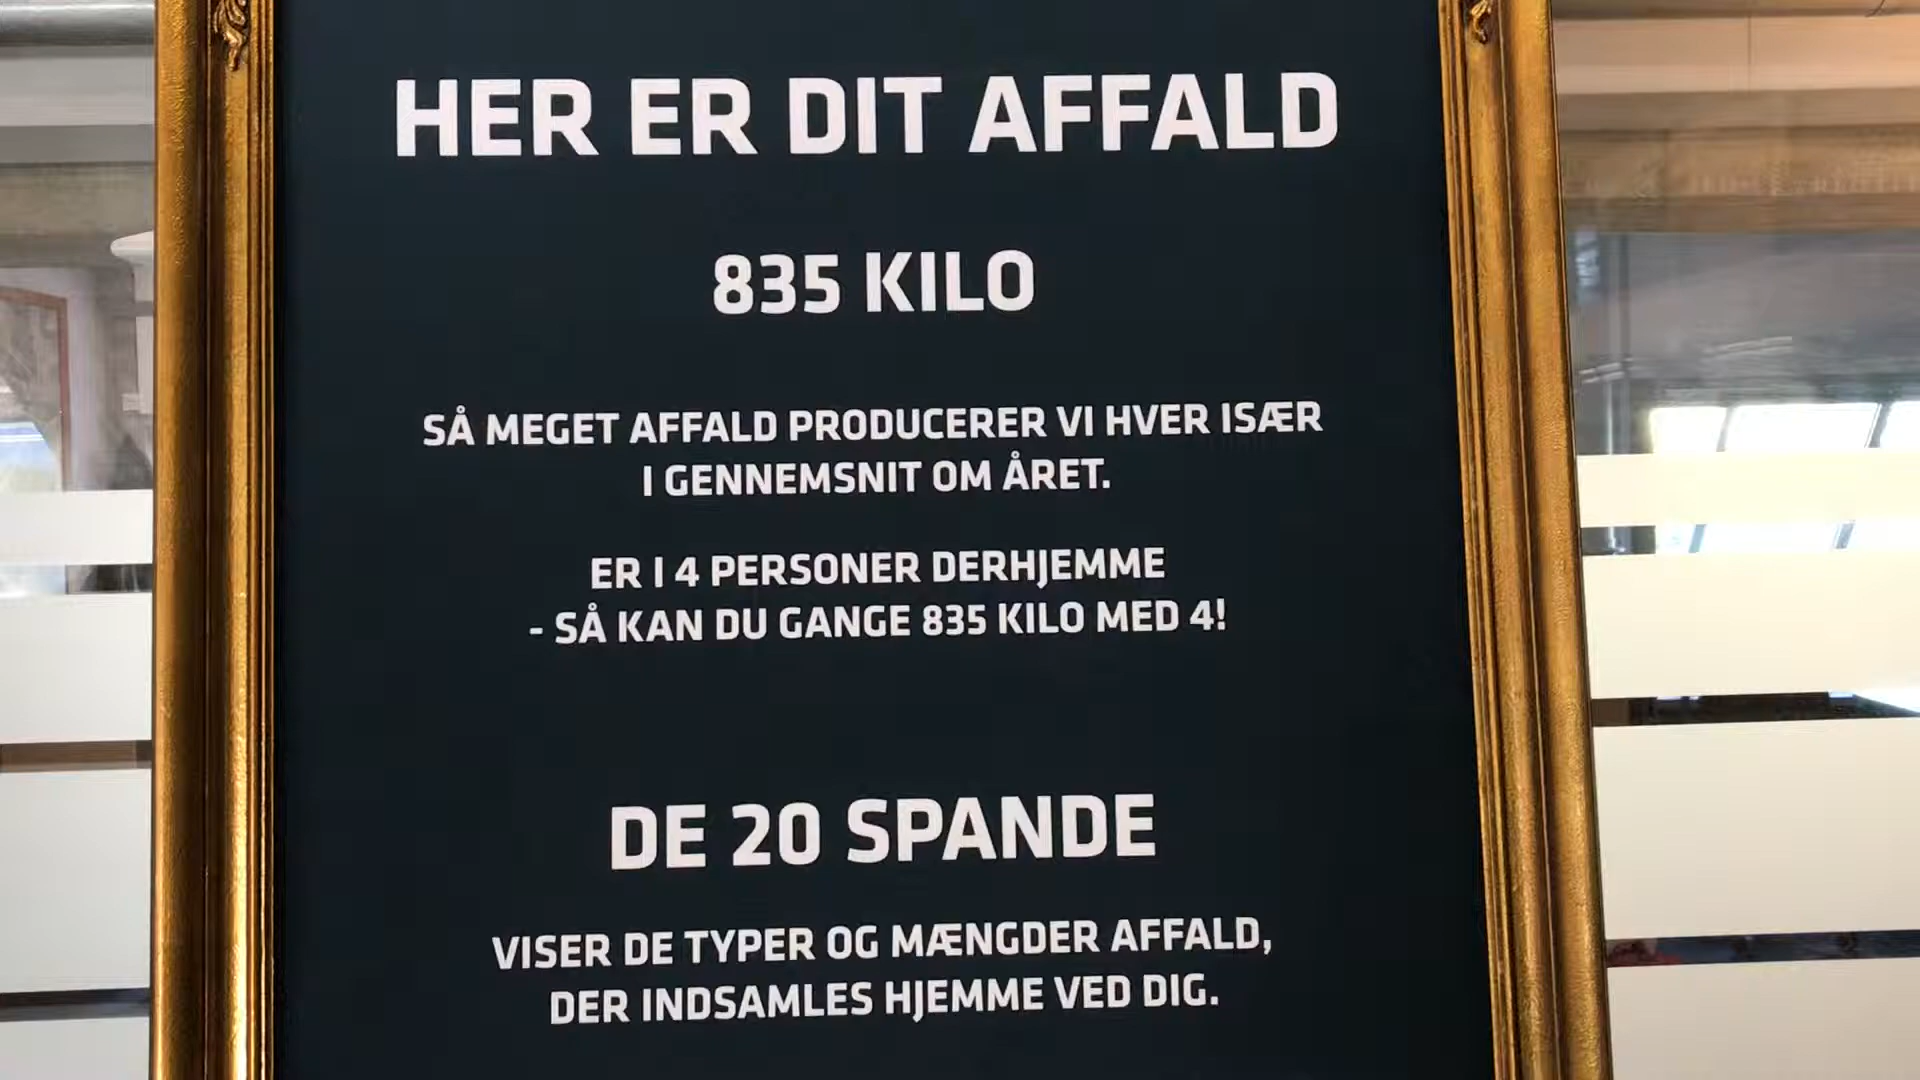 HER ER DIT AFFALD
835 KILO
SÅ MEGET AFFALD PRODUCERER VI HVER ISÆR
I GENNEMSNIT OM ÅRET.
ER I 4 PERSONER DERHJEMME
- SÅ KAN DU GANGE 835 KILO MED 4!
DE 20 SPANDE
VISER DE TYPER OG MÆNGDER AFFALD,
DER INDSAMLES HJEMME VED DIG.